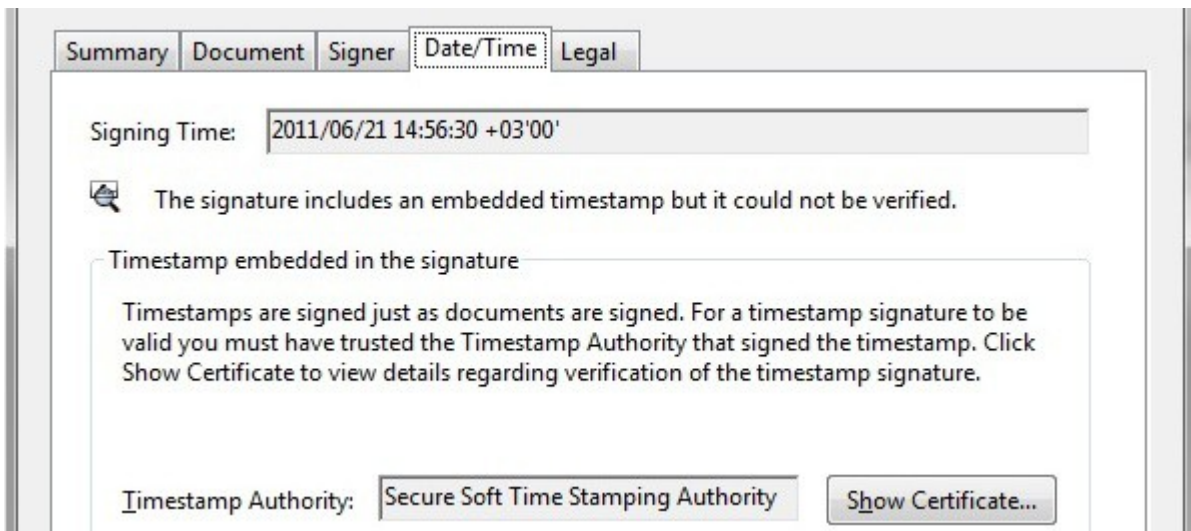 Summary Document Signer Date/Time Legal
Signing Time: 2011/06/21 14:56:30 +03'00'
The signature includes an embedded timestamp but it could not be verified.
Timestamp embedded in the signature
Timestamps are signed just as documents are signed. For a timestamp signature to be
valid you must have trusted the Timestamp Authority that signed the timestamp. Click
Show Certificate to view details regarding verification of the timestamp signature.
Timestamp Authority: Secure Soft Time Stamping Authority Show Certificate...